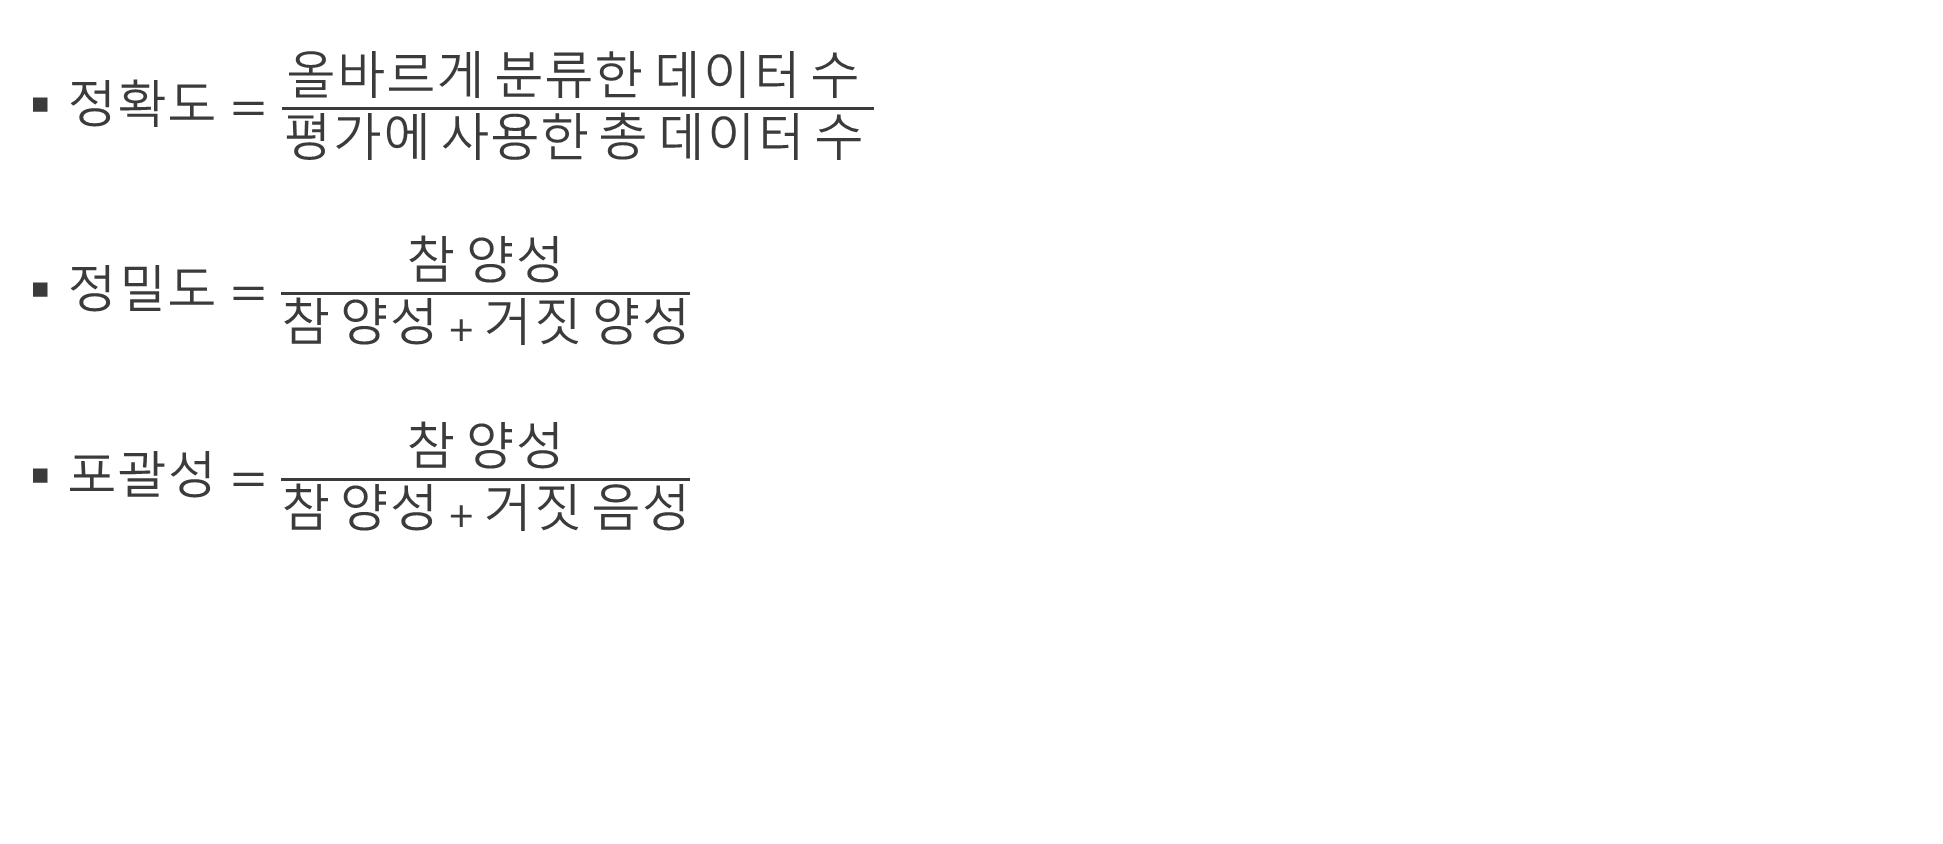 ▪ 정확도 = 올바르게 분류한 데이터 수 / 평가에 사용한 총 데이터 수
▪ 정밀도 = 참 양성 / 참 양성 + 거짓 양성
▪ 포괄성 = 참 양성 / 참 양성 + 거짓 음성